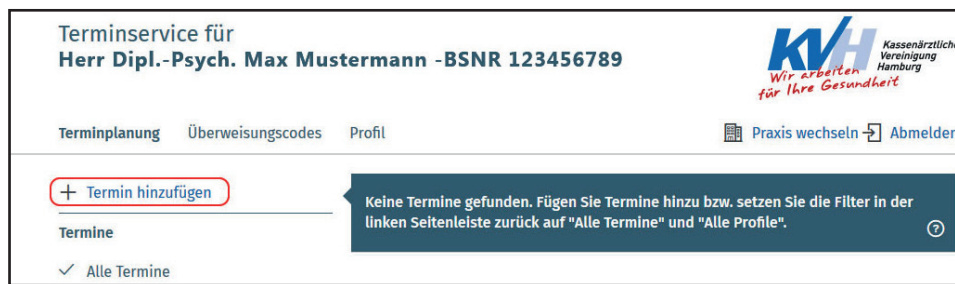 Terminservice für
Herr Dipl.-Psych. Max Mustermann -BSNR 123456789
KVH
Kassenärztliche
Vereinigung
Hamburg
Wir arbeiten
für Ihre Gesundheit
Terminplanung Überweisungscodes Profil Praxis wechseln Abmelden
+ Termin hinzufügen
Keine Termine gefunden. Fügen Sie Termine hinzu bzw. setzen Sie die Filter in der
linken Seitenleiste zurück auf "Alle Termine" und "Alle Profile".
?
Termine
Alle Termine